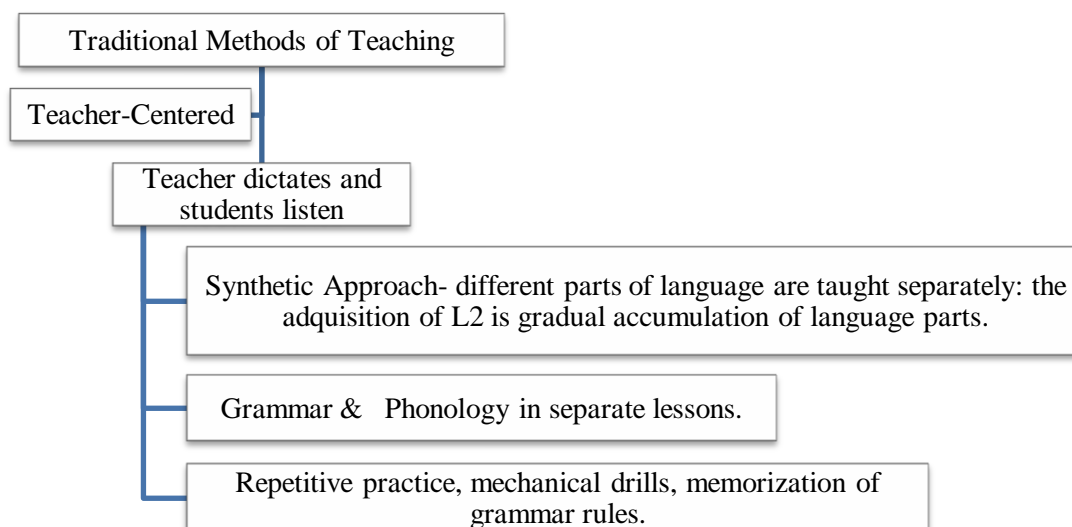 Traditional Methods of Teaching
Teacher-Centered
Teacher dictates and
students listen
Synthetic Approach- different parts of language are taught separately: the
adquisition of L2 is gradual accumulation of language parts.
Grammar & Phonology in separate lessons.
Repetitive practice, mechanical drills, memorization of
grammar rules.